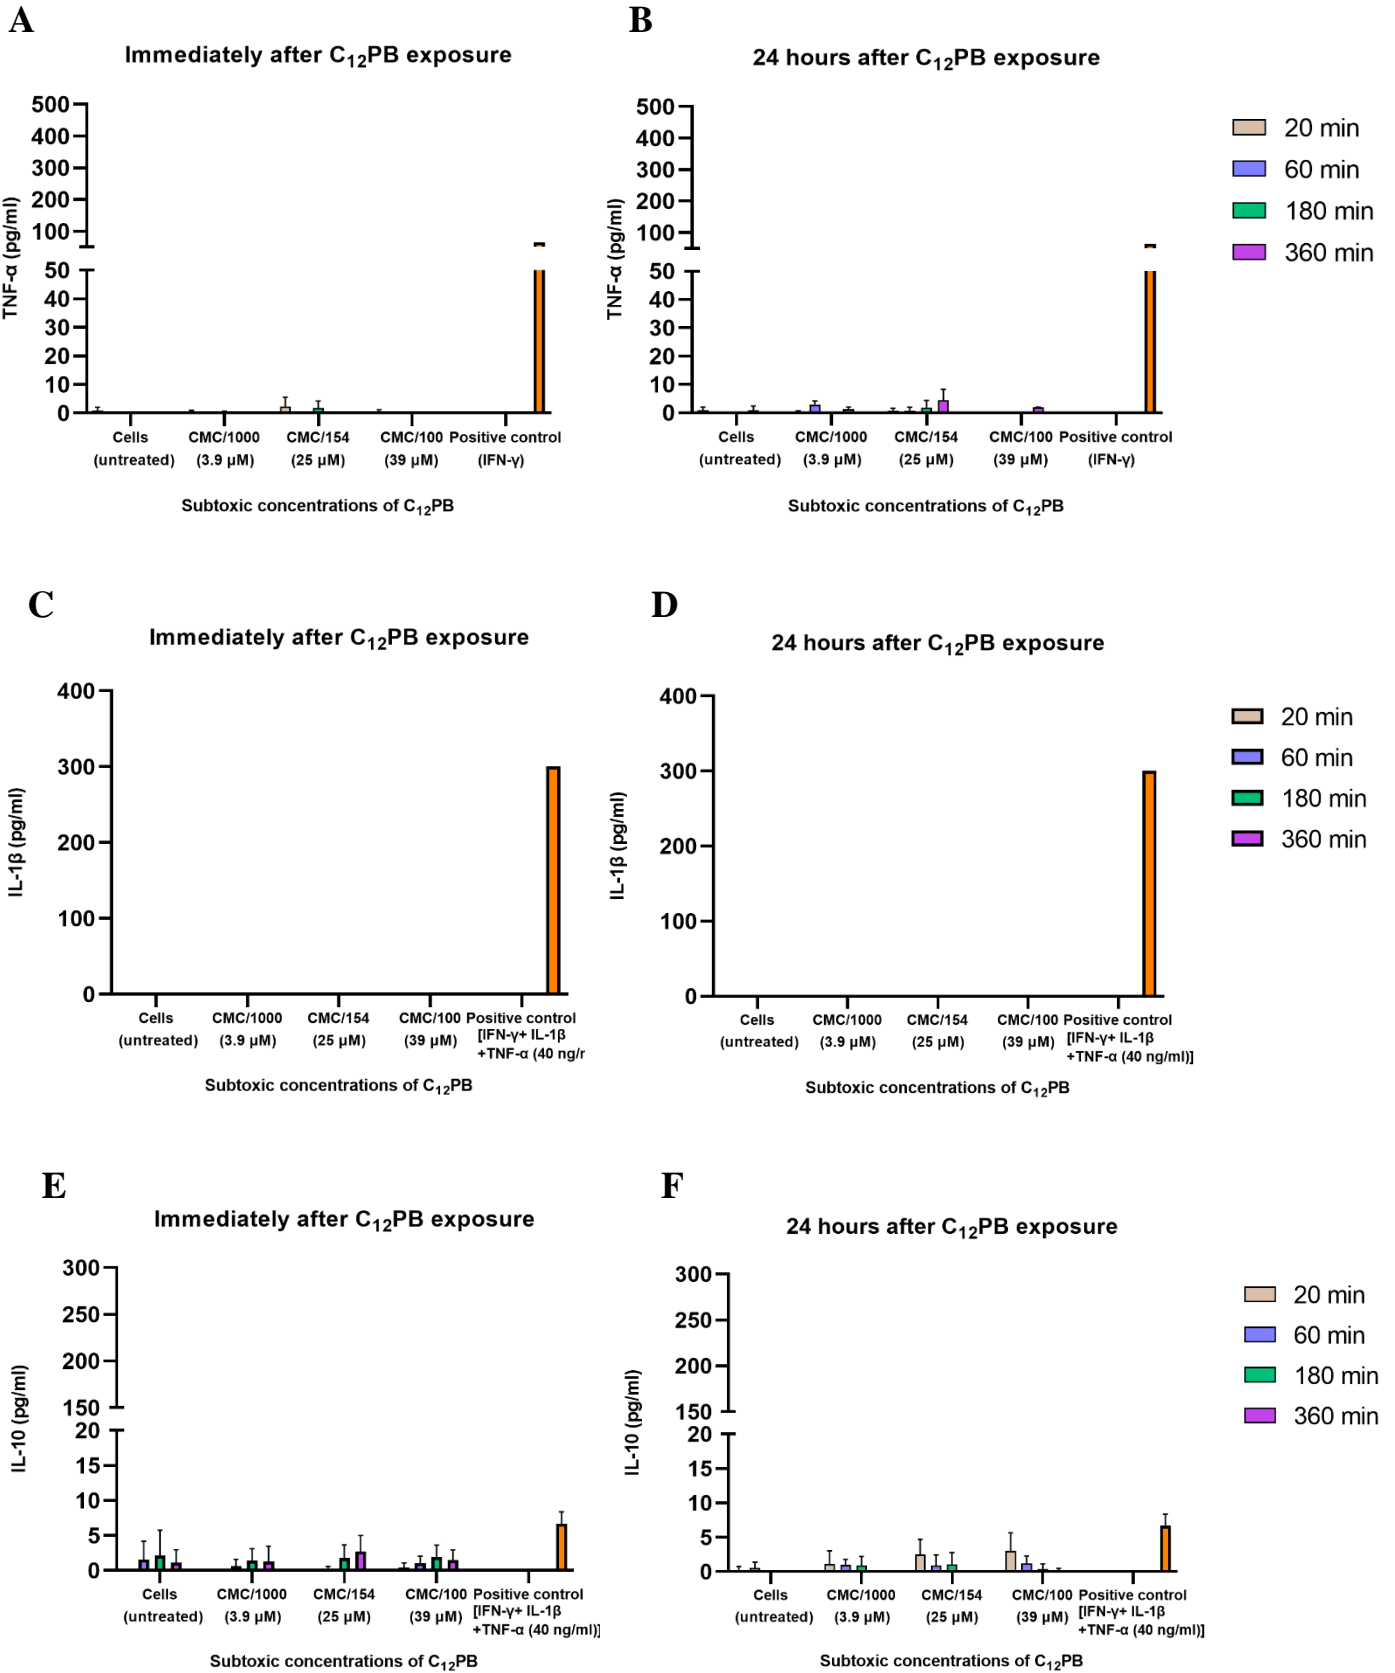 A
Immediately after C12PB exposure
500
400
300
200
100
50
40
30
20
10
0
TNF-α (pg/ml)
Cells
(untreated)
CMC/1000
(3.9 µM)
CMC/154
(25 µM)
CMC/100
(39 µM)
Positive control
(IFN-γ)
Subtoxic concentrations of C12PB
B
24 hours after C12PB exposure
500
400
300
200
100
50
40
30
20
10
0
TNF-α (pg/ml)
Cells
(untreated)
CMC/1000
(3.9 µM)
CMC/154
(25 µM)
CMC/100
(39 µM)
Positive control
(IFN-γ)
Subtoxic concentrations of C12PB
20 min
60 min
180 min
360 min
C
Immediately after C12PB exposure
400
300
200
100
0
IL-1β (pg/ml)
Cells
(untreated)
CMC/1000
(3.9 µM)
CMC/154
(25 µM)
CMC/100
(39 µM)
Positive control
[IFN-γ+ IL-1β
+TNF-α (40 ng/r
Subtoxic concentrations of C12PB
D
24 hours after C12PB exposure
400
300
200
100
0
IL-1β (pg/ml)
Cells
(untreated)
CMC/1000
(3.9 µM)
CMC/154
(25 µM)
CMC/100
(39 µM)
Positive control
[IFN-γ+ IL-1β
+TNF-α (40 ng/ml)]
Subtoxic concentrations of C12PB
20 min
60 min
180 min
360 min
E
Immediately after C12PB exposure
300
250
200
150
20
15
10
5
0
IL-10 (pg/ml)
Cells
(untreated)
CMC/1000
(3.9 µM)
CMC/154
(25 µM)
CMC/100
(39 µM)
Positive control
[IFN-γ+ IL-1β
+TNF-α (40 ng/ml)]
Subtoxic concentrations of C12PB
F
24 hours after C12PB exposure
300
250
200
150
20
15
10
5
0
IL-10 (pg/ml)
Cells
(untreated)
CMC/1000
(3.9 µM)
CMC/154
(25 µM)
CMC/100
(39 µM)
Positive control
[IFN-γ+ IL-1β
+TNF-α (40 ng/ml)]
Subtoxic concentrations of C12PB
20 min
60 min
180 min
360 min